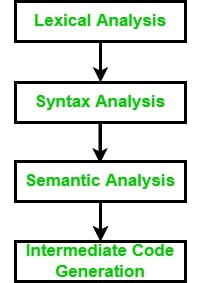 Lexical Analysis
Syntax Analysis
Semantic Analysis
Intermediate Code
Generation